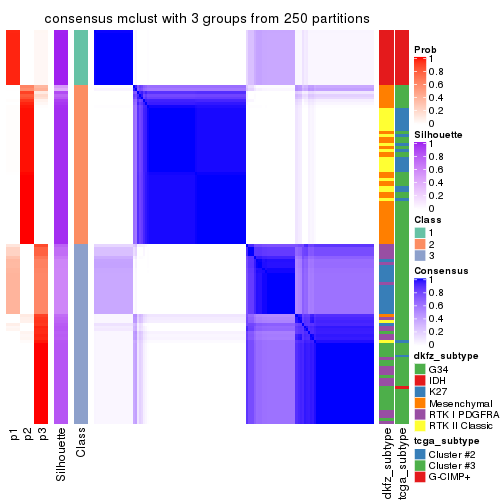 consensus mclust with 3 groups from 250 partitions
Prob
1
0.8
0.6
0.4
0.2
0
Silhouette
1
0.8
0.6
0.4
0.2
0
Class
1
2
3
Consensus
1
0.8
0.6
0.4
0.2
0
dkfz_subtype
G34
IDH
K27
Mesenchymal
RTK I PDGFRA
RTK II Classic
tcga_subtype
Cluster #2
Cluster #3
G-CIMP+
p1
p2
p3
Silhouette
Class
dkfz_subtype
tcga_subtype